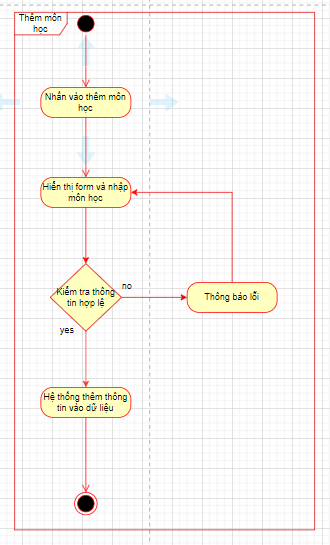 Thêm môn
học
Nhấn vào thêm môn
học
Hiển thị form và nhập
môn học
Kiểm tra thông
tin hợp lệ
no
Thông báo lỗi
yes
Hệ thống thêm thông
tin vào dữ liệu